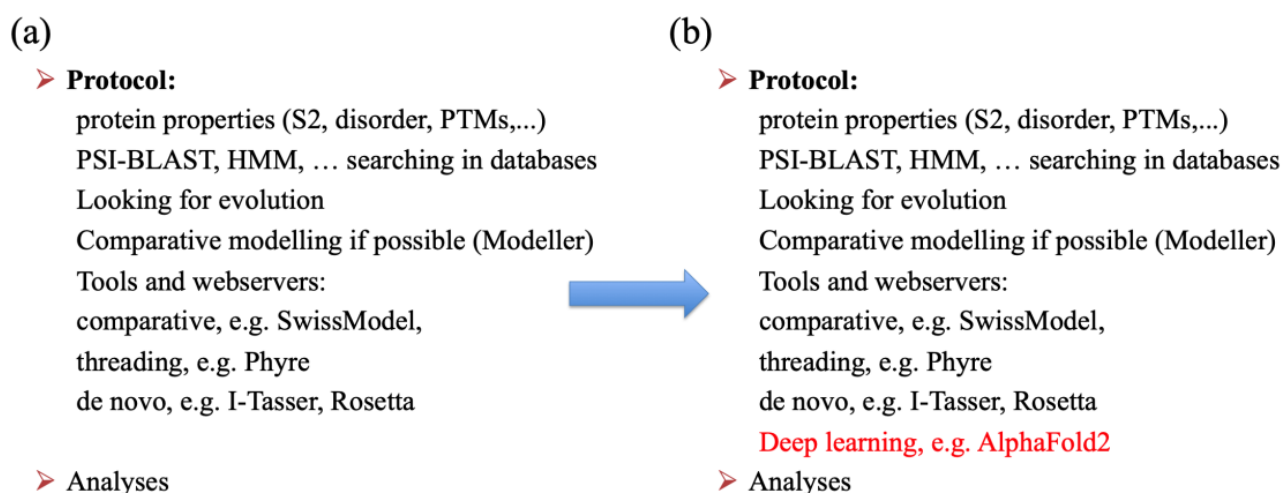 (a)
➢ Protocol:
protein properties (S2, disorder, PTMs,...)
PSI-BLAST, HMM, … searching in databases
Looking for evolution
Comparative modelling if possible (Modeller)
Tools and webservers:
comparative, e.g. SwissModel,
threading, e.g. Phyre
de novo, e.g. I-Tasser, Rosetta
➢ Analyses
(b)
➢ Protocol:
protein properties (S2, disorder, PTMs,...)
PSI-BLAST, HMM, … searching in databases
Looking for evolution
Comparative modelling if possible (Modeller)
Tools and webservers:
comparative, e.g. SwissModel,
threading, e.g. Phyre
de novo, e.g. I-Tasser, Rosetta
Deep learning, e.g. AlphaFold2
➢ Analyses